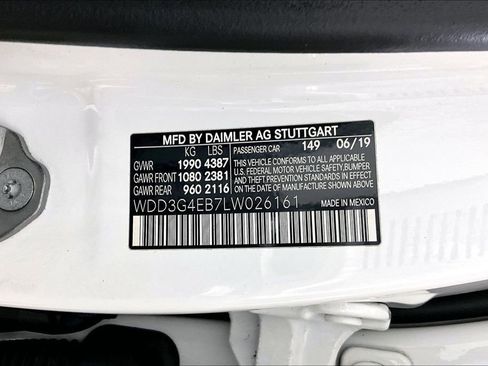 MFD BY DAIMLER AG STUTTGART
KG LBS PASSENGER CAR 149 06/19
GVWR 1990 4387 THIS VEHICLE CONFORMS TO ALL APPLICABLE
GAWR FRONT 1080 2381 U.S. FEDERAL MOTOR VEHICLE SAFETY, BUMPER
GAWR REAR 960 2116 AND THEFT PREVENTION STANDARDS IN EFFECT ON THE DATE OF MANUFACTURE SHOWN ABOVE.
WDD3G4EB7LW026161 MADE IN MEXICO